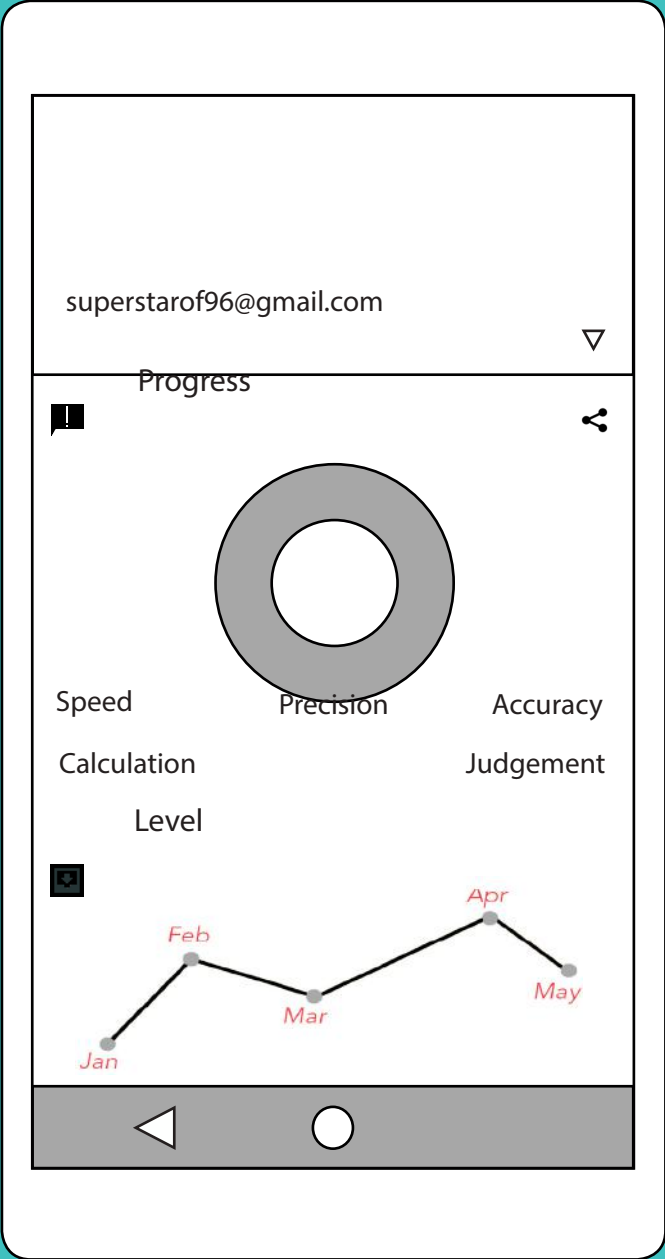 superstarof96@gmail.com
Progress
Speed
Precision
Accuracy
Calculation
Judgement
Level
Apr
Feb
May
Mar
Jan